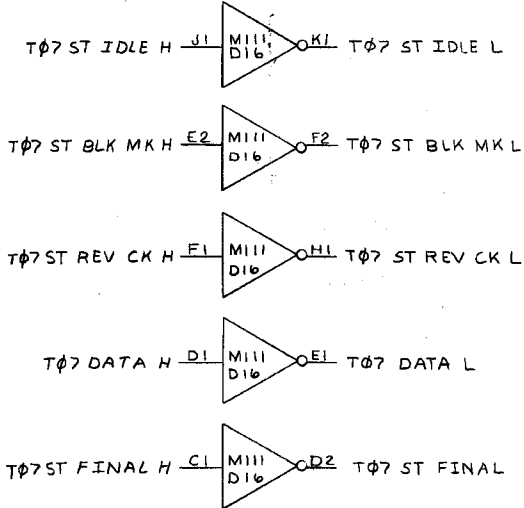 TØ7 ST IDLE H J1 M111 K1 TØ7 ST IDLE L
D16
TØ7 ST BLK MK H E2 M111 F2 TØ7 ST BLK MK L
D16
TØ7 ST REV CK H F1 M111 H1 TØ7 ST REV CK L
D16
TØ7 DATA H D1 M111 E1 TØ7 DATA L
D16
TØ7 ST FINAL H C1 M111 D2 TØ7 ST FINAL
D16